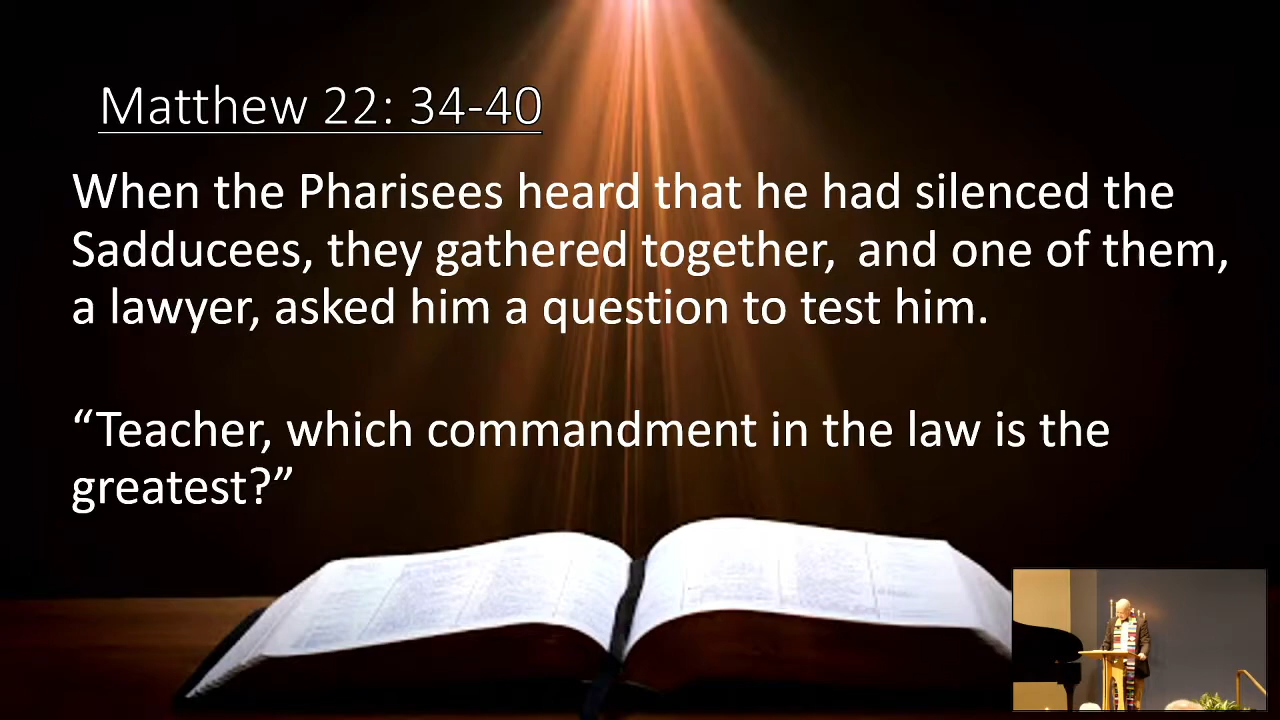 Matthew 22: 34-40
When the Pharisees heard that he had silenced the
Sadducees, they gathered together, and one of them,
a lawyer, asked him a question to test him.
“Teacher, which commandment in the law is the
greatest?”